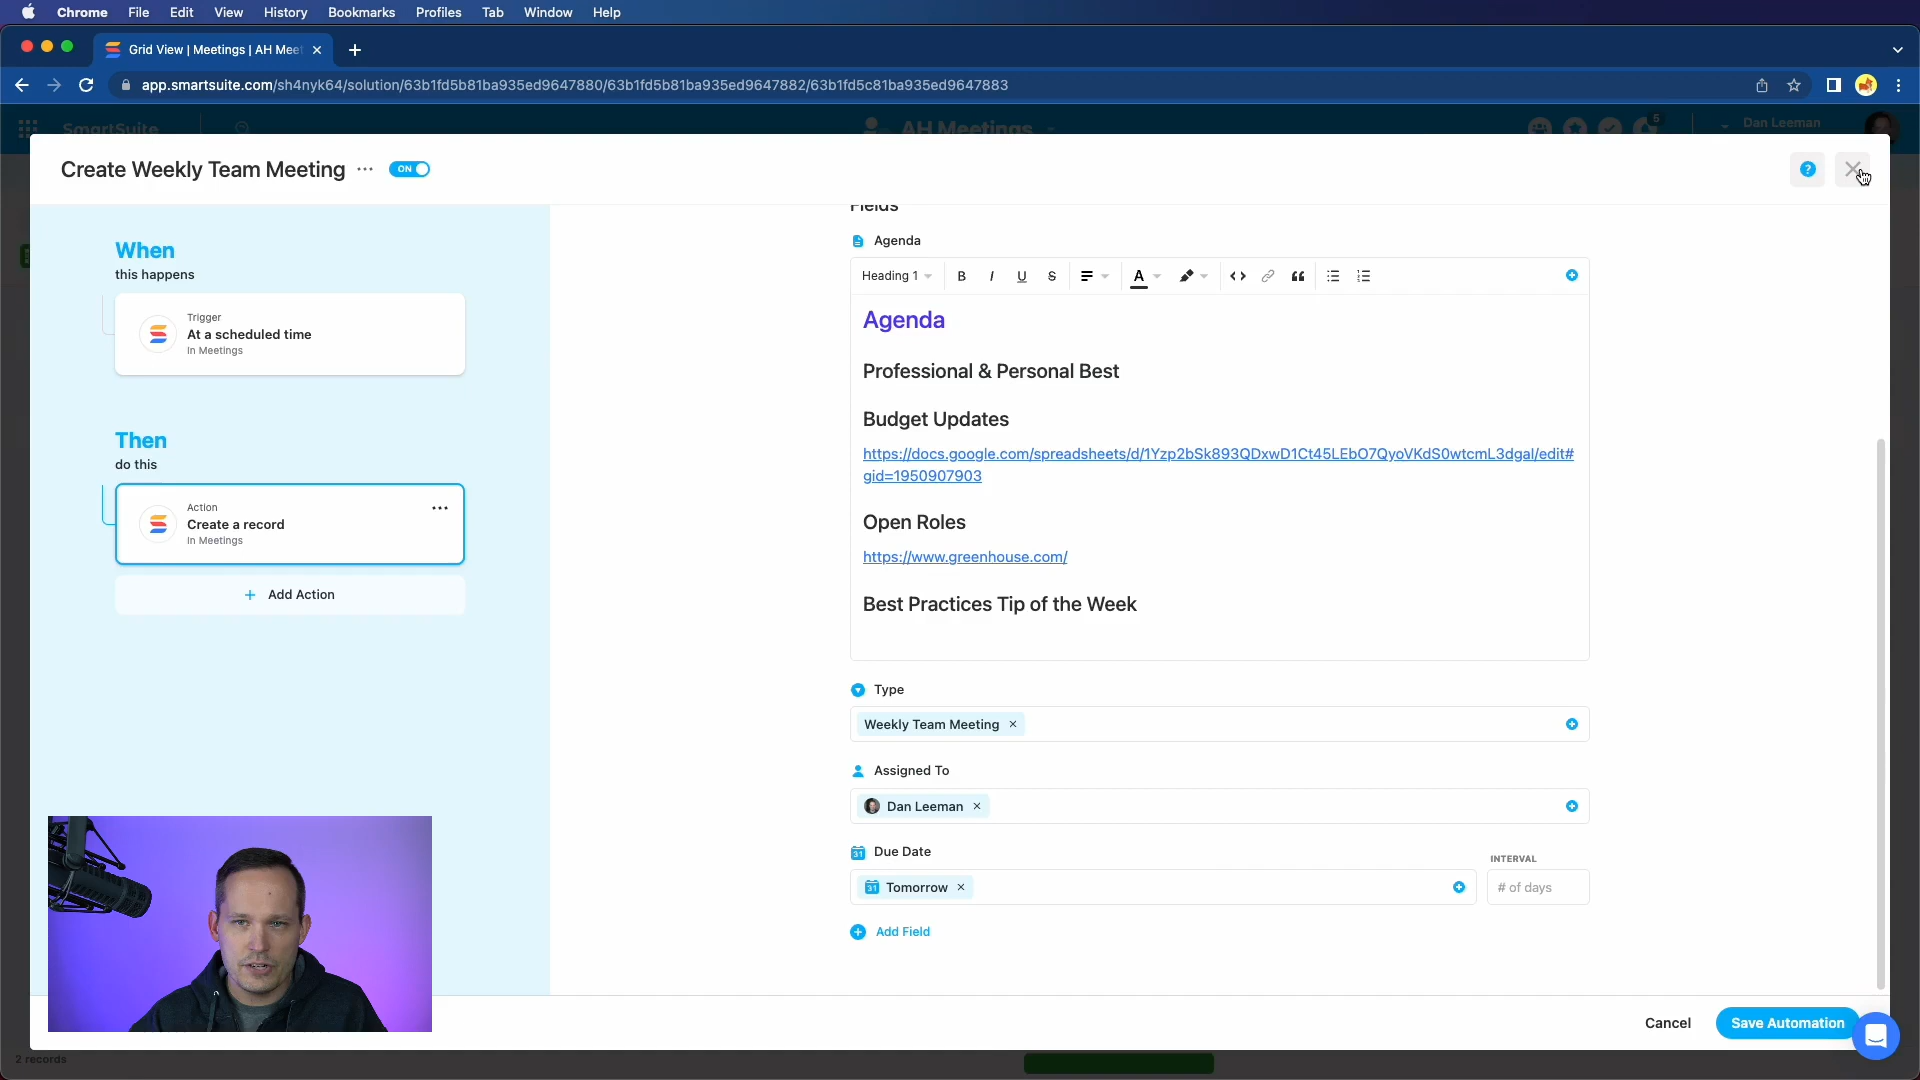 Chrome File Edit View History Bookmarks Profiles Tab Window Help
Grid View | Meetings | AH Meet
app.smartsuite.com/sh4nyk64/solution/63b1fd5b81ba935ed9647880/63b1fd5b81ba935ed9647882/63b1fd5c81ba935ed9647883
SmartSuite AH Meetings 5 Dan Leeman
Create Weekly Team Meeting ... ON ?
When
this happens
Trigger
At a scheduled time
In Meetings
Then
do this
Action ...
Create a record
In Meetings
+ Add Action
Fields
Agenda
Heading 1 B I U S A
Agenda
Professional & Personal Best
Budget Updates
https://docs.google.com/spreadsheets/d/1Yzp2bSk893QDxwD1Ct45LEbO7QyoVKdS0wtcmL3dgaI/edit#
gid=1950907903
Open Roles
https://www.greenhouse.com/
Best Practices Tip of the Week
Type
Weekly Team Meeting ×
Assigned To
Dan Leeman ×
31 Due Date
INTERVAL
31 Tomorrow × # of days
Add Field
Cancel Save Automation
2 records